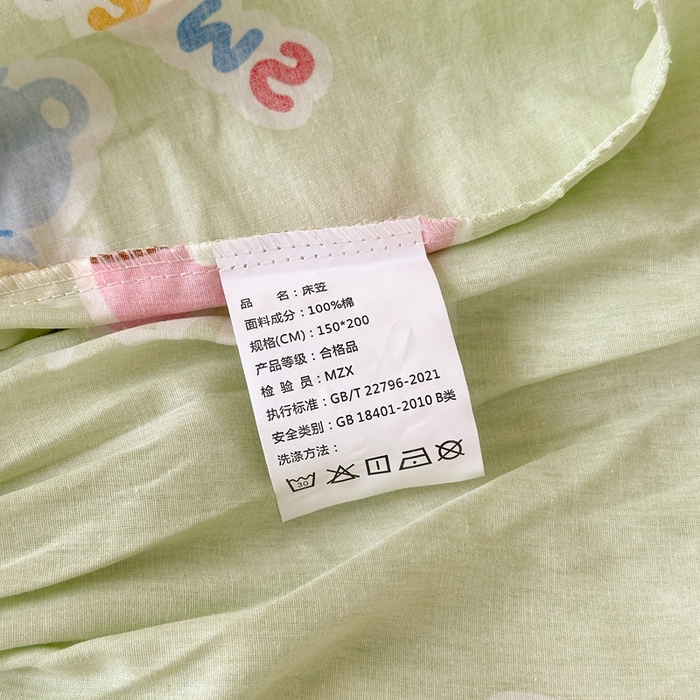 SWE
品 名：床笠
面料成分：100%棉
规格(CM)：150*200
产品等级：合格品
检 验 员：MZX
执行标准：GB/T 22796-2021
安全类别：GB 18401-2010 B类
洗涤方法：
30